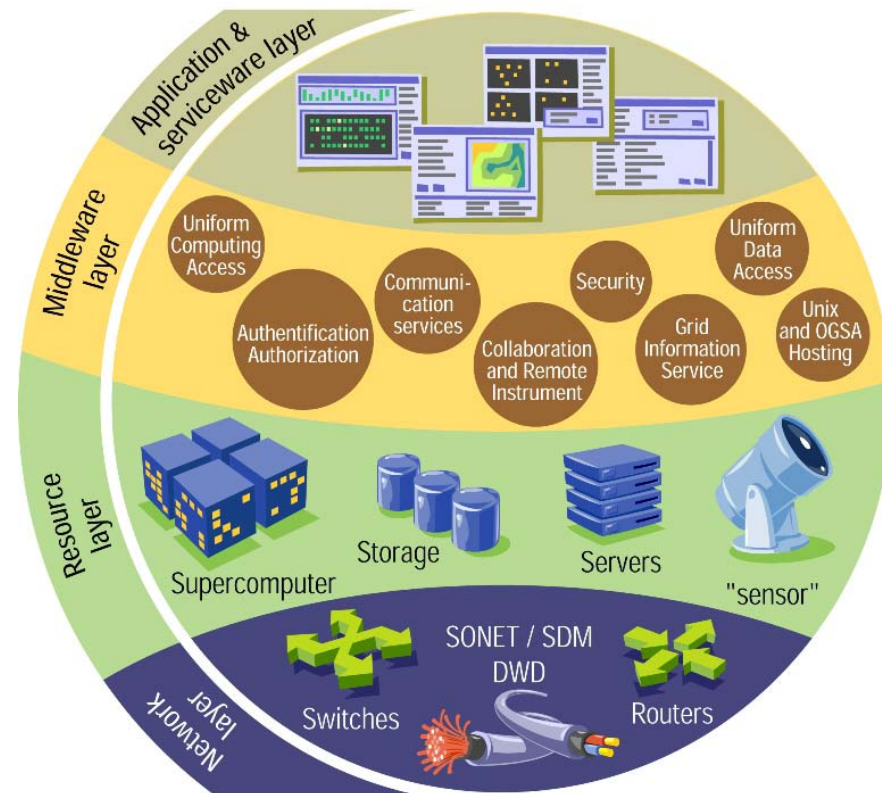 Application &
serviceware layer
Middleware
layer
Uniform
Computing
Access
Authentification
Authorization
Communi-
cation
services
Collaboration
and Remote
Instrument
Security
Grid
Information
Service
Uniform
Data
Access
Unix
and OGSA
Hosting
Resource
layer
Supercomputer
Storage
Servers
"sensor"
Network
layer
Switches
SONET / SDM
DWD
Routers